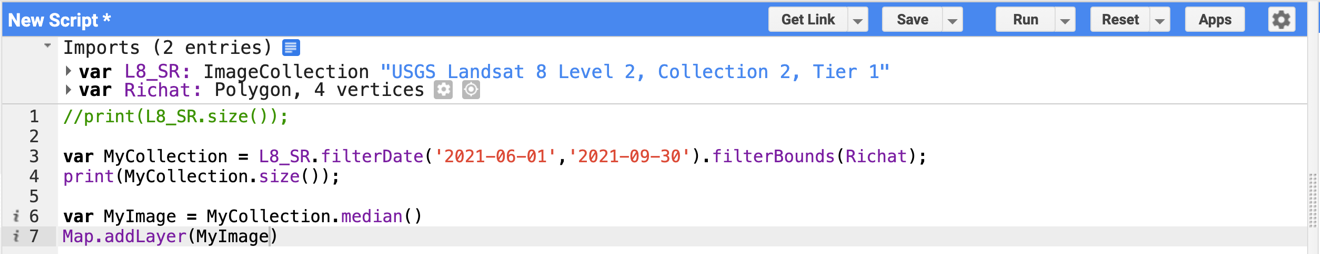 New Script *
Get Link Save Run Reset Apps
Imports (2 entries)
var L8_SR: ImageCollection "USGS Landsat 8 Level 2, Collection 2, Tier 1"
var Richat: Polygon, 4 vertices
1 //print(L8_SR.size());
2
3 var MyCollection = L8_SR.filterDate('2021-06-01','2021-09-30').filterBounds(Richat);
4 print(MyCollection.size());
5
i 6 var MyImage = MyCollection.median()
i 7 Map.addLayer(MyImage)